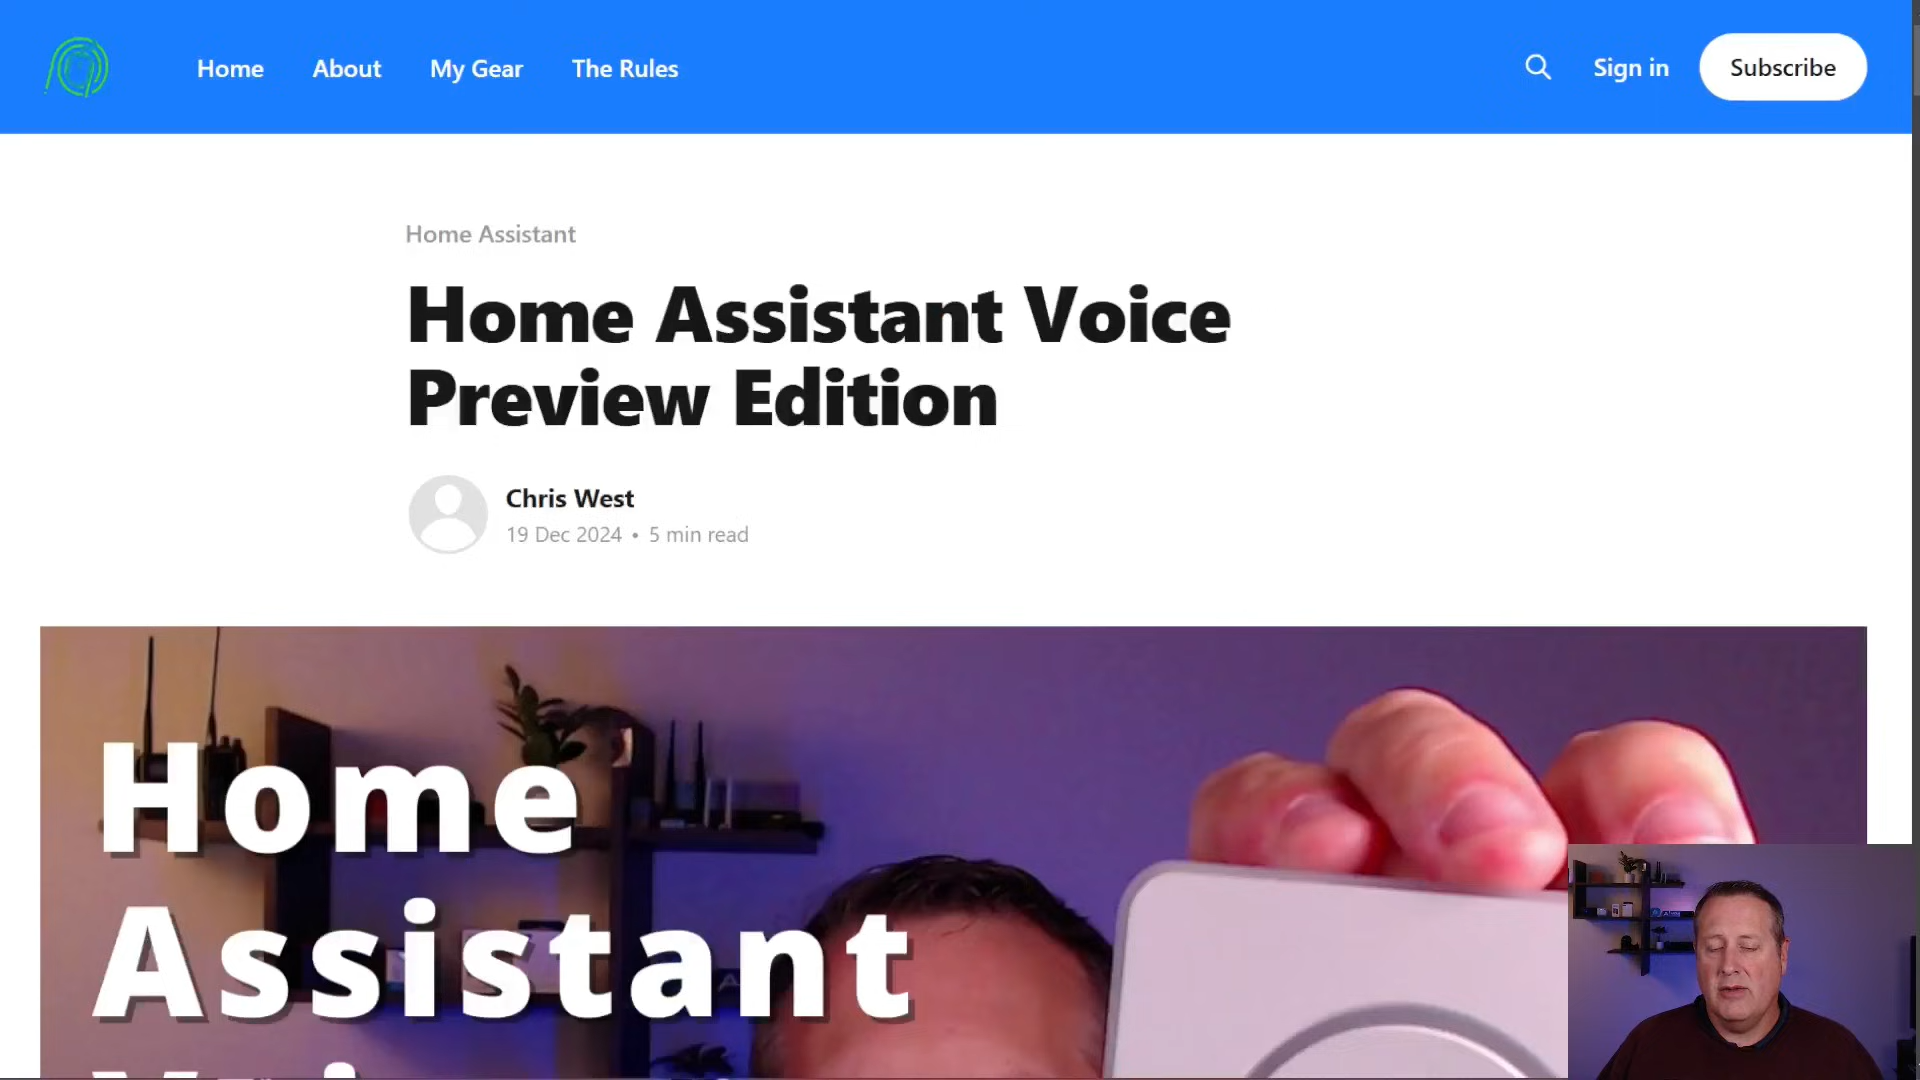 Home About My Gear The Rules Sign in Subscribe
Home Assistant
Home Assistant Voice
Preview Edition
Chris West
19 Dec 2024 • 5 min read
Home
Assistant